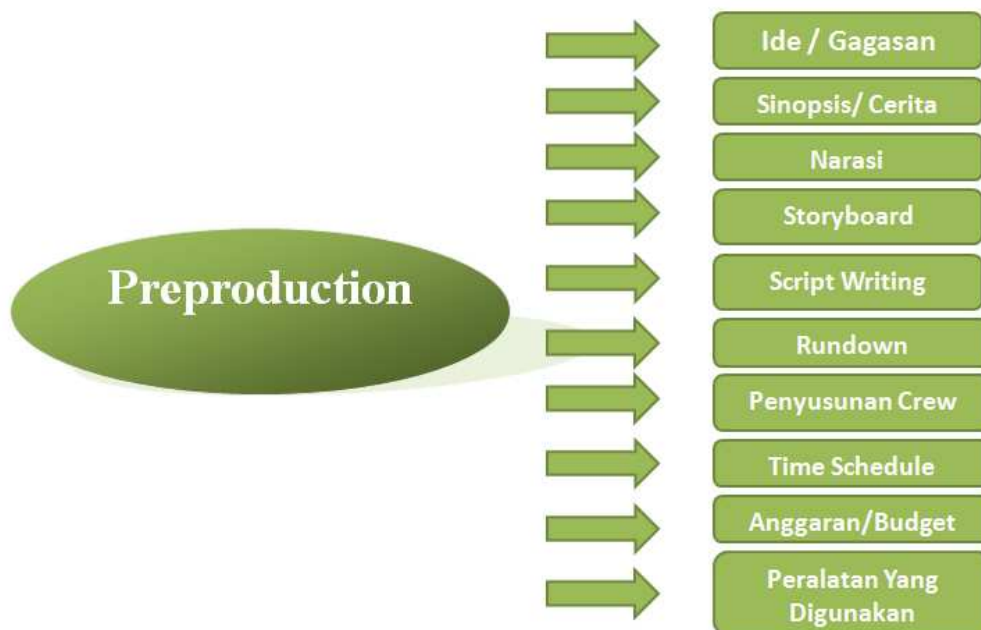 Preproduction
Ide / Gagasan
Sinopsis/ Cerita
Narasi
Storyboard
Script Writing
Rundown
Penyusunan Crew
Time Schedule
Anggaran/Budget
Peralatan Yang
Digunakan